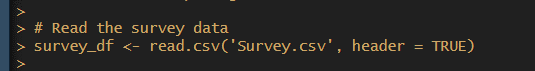 >
> # Read the survey data
> survey_df <- read.csv('Survey.csv', header = TRUE)
>